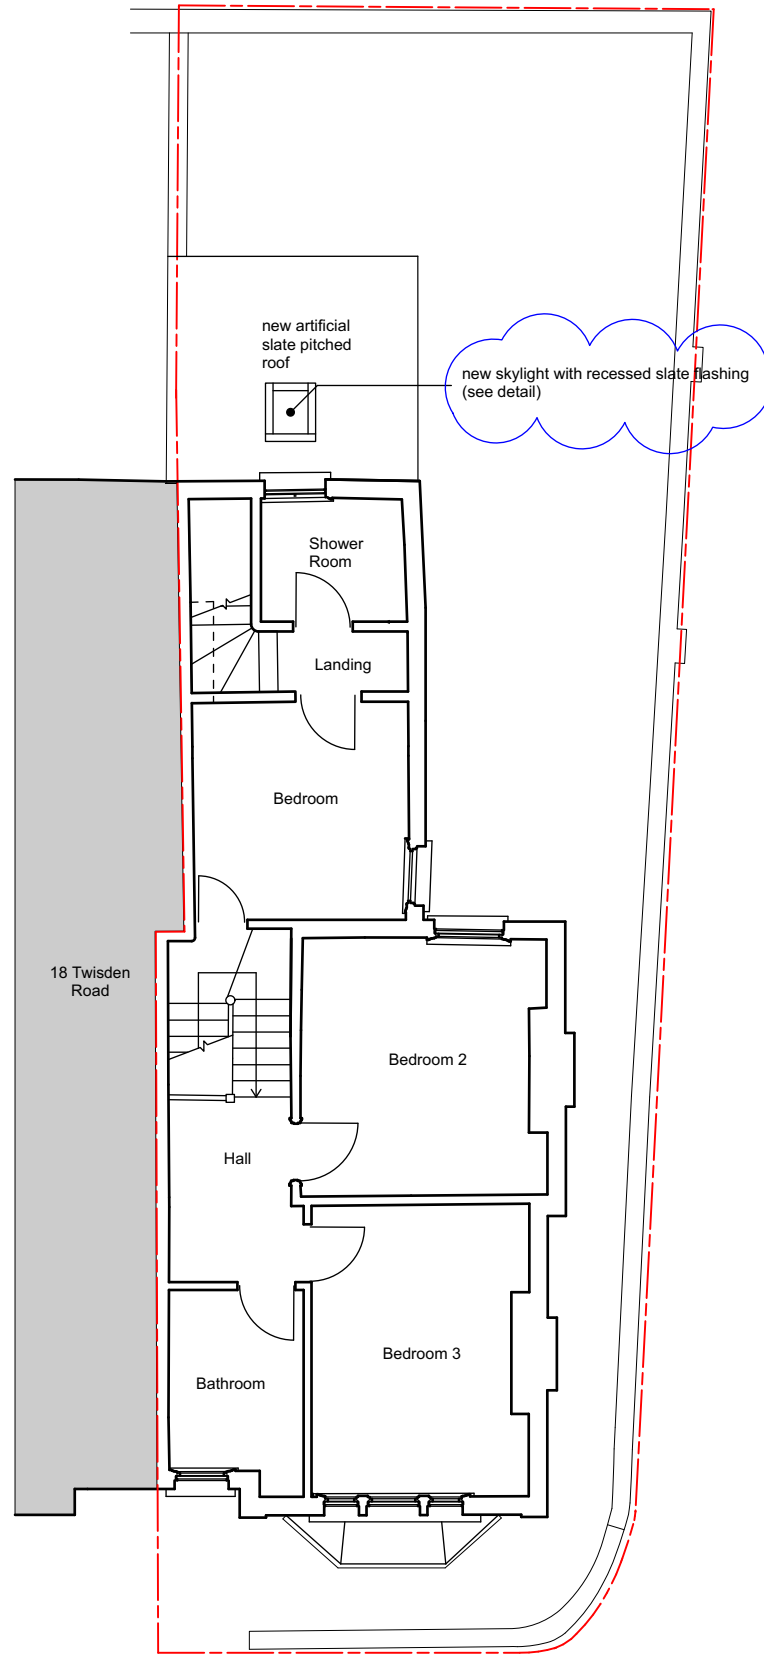 new artificial
slate pitched
roof
new skylight with recessed slate flashing
(see detail)
Shower
Room
Landing
Bedroom
18 Twisden
Road
Bedroom 2
Hall
Bedroom 3
Bathroom